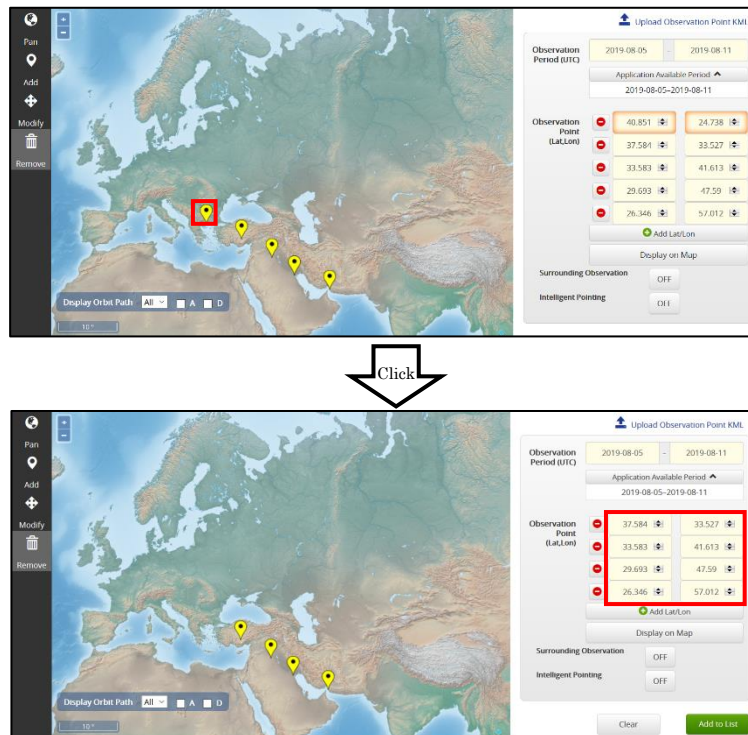 Upload Observation Point KML
Pan
Add
Modify
Remove
Observation Period (UTC)
2019-08-05 – 2019-08-11
Application Available Period
2019-08-05–2019-08-11
Observation Point (Lat,Lon)
40.851 24.738
37.584 33.527
33.583 41.613
29.693 47.59
26.346 57.012
Add Lat/Lon
Display on Map
Surrounding Observation OFF
Intelligent Pointing OFF
Display Orbit Path All A D
10 °
Click
Upload Observation Point KML
Pan
Add
Modify
Remove
Observation Period (UTC)
2019-08-05 – 2019-08-11
Application Available Period
2019-08-05–2019-08-11
Observation Point (Lat,Lon)
37.584 33.527
33.583 41.613
29.693 47.59
26.346 57.012
Add Lat/Lon
Display on Map
Surrounding Observation OFF
Intelligent Pointing OFF
Display Orbit Path All A D
10 °
Clear Add to List